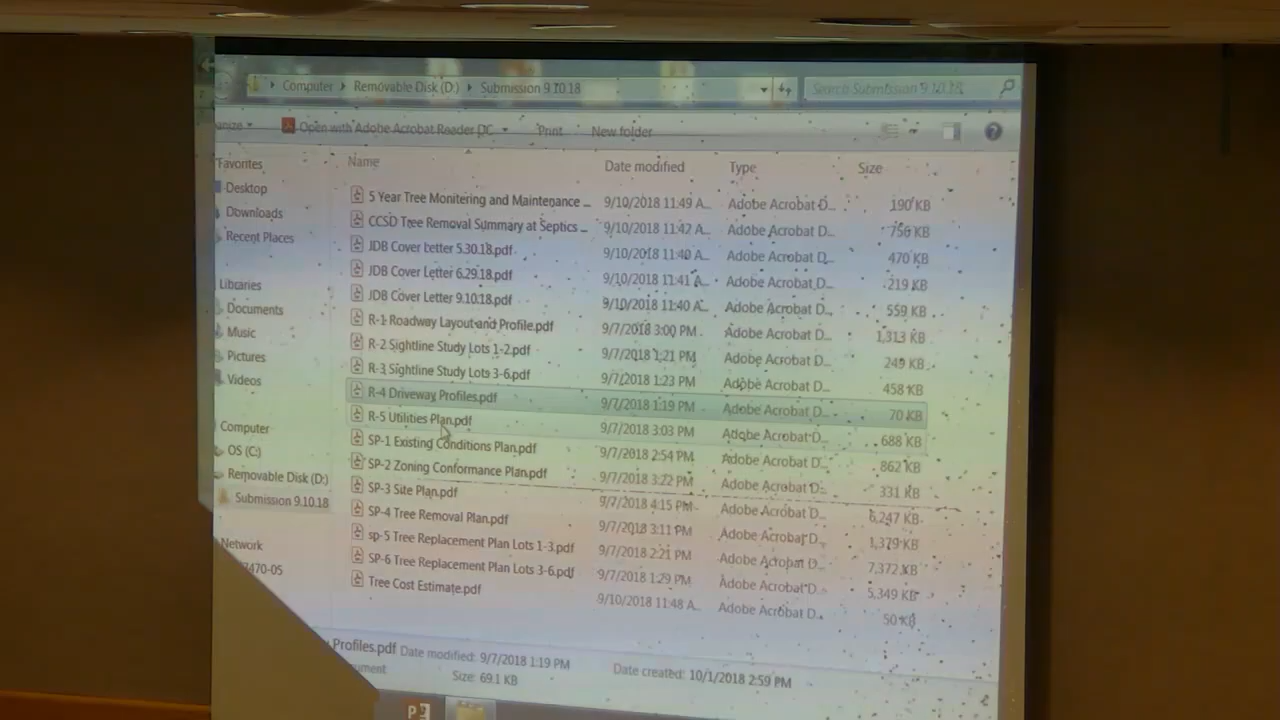 Computer Removable Disk (D:) Submission 9.10.18 Search Submission 9.10.18
Open with Adobe Acrobat Reader DC Print New folder
Favorites
Desktop
Downloads
Recent Places
Libraries
Documents
Music
Pictures
Videos
Computer
OS (C:)
Removable Disk (D:)
Submission 9.10.18
Network
7470-05
Name Date modified Type Size
5 Year Tree Monitoring and Maintenance ... 9/10/2018 11:49 A... Adobe Acrobat D... 190 KB
CCSD Tree Removal Summary at Septics ... 9/10/2018 11:42 A... Adobe Acrobat D... 756 KB
JDB Cover Letter 5.30.18.pdf 9/10/2018 11:40 A... Adobe Acrobat D... 470 KB
JDB Cover Letter 6.29.18.pdf 9/10/2018 11:41 A... Adobe Acrobat D... 219 KB
JDB Cover Letter 9.10.18.pdf 9/10/2018 11:40 A... Adobe Acrobat D... 559 KB
R-1 Roadway Layout and Profile.pdf 9/7/2018 3:00 PM Adobe Acrobat D... 1,313 KB
R-2 Sightline Study Lots 1-2.pdf 9/7/2018 1:21 PM Adobe Acrobat D... 249 KB
R-3 Sightline Study Lots 3-6.pdf 9/7/2018 1:23 PM Adobe Acrobat D... 458 KB
R-4 Driveway Profiles.pdf 9/7/2018 1:19 PM Adobe Acrobat D... 70 KB
R-5 Utilities Plan.pdf 9/7/2018 3:03 PM Adobe Acrobat D... 688 KB
SP-1 Existing Conditions Plan.pdf 9/7/2018 2:54 PM Adobe Acrobat D... 862 KB
SP-2 Zoning Conformance Plan.pdf 9/7/2018 3:22 PM Adobe Acrobat D... 331 KB
SP-3 Site Plan.pdf 9/7/2018 4:15 PM Adobe Acrobat D... 6,247 KB
SP-4 Tree Removal Plan.pdf 9/7/2018 3:11 PM Adobe Acrobat D... 1,379 KB
sp-5 Tree Replacement Plan Lots 1-3.pdf 9/7/2018 2:21 PM Adobe Acrobat D... 7,372 KB
SP-6 Tree Replacement Plan Lots 3-6.pdf 9/7/2018 1:29 PM Adobe Acrobat D... 5,349 KB
Tree Cost Estimate.pdf 9/10/2018 11:48 A... Adobe Acrobat D... 50 KB
Profiles.pdf Date modified: 9/7/2018 1:19 PM Date created: 10/1/2018 2:59 PM
Size: 69.1 KB